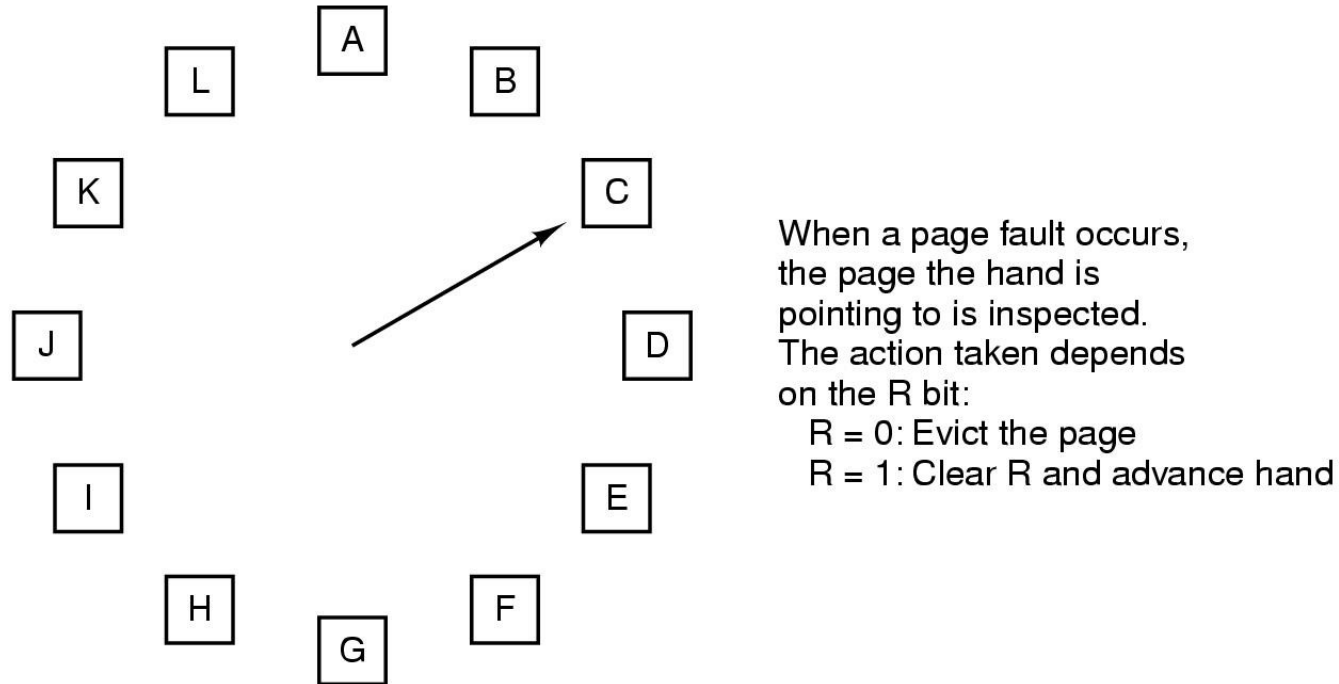 A
L
B
K
C
When a page fault occurs,
the page the hand is
pointing to is inspected.
The action taken depends
on the R bit:
R = 0: Evict the page
R = 1: Clear R and advance hand
J
D
I
E
H
F
G